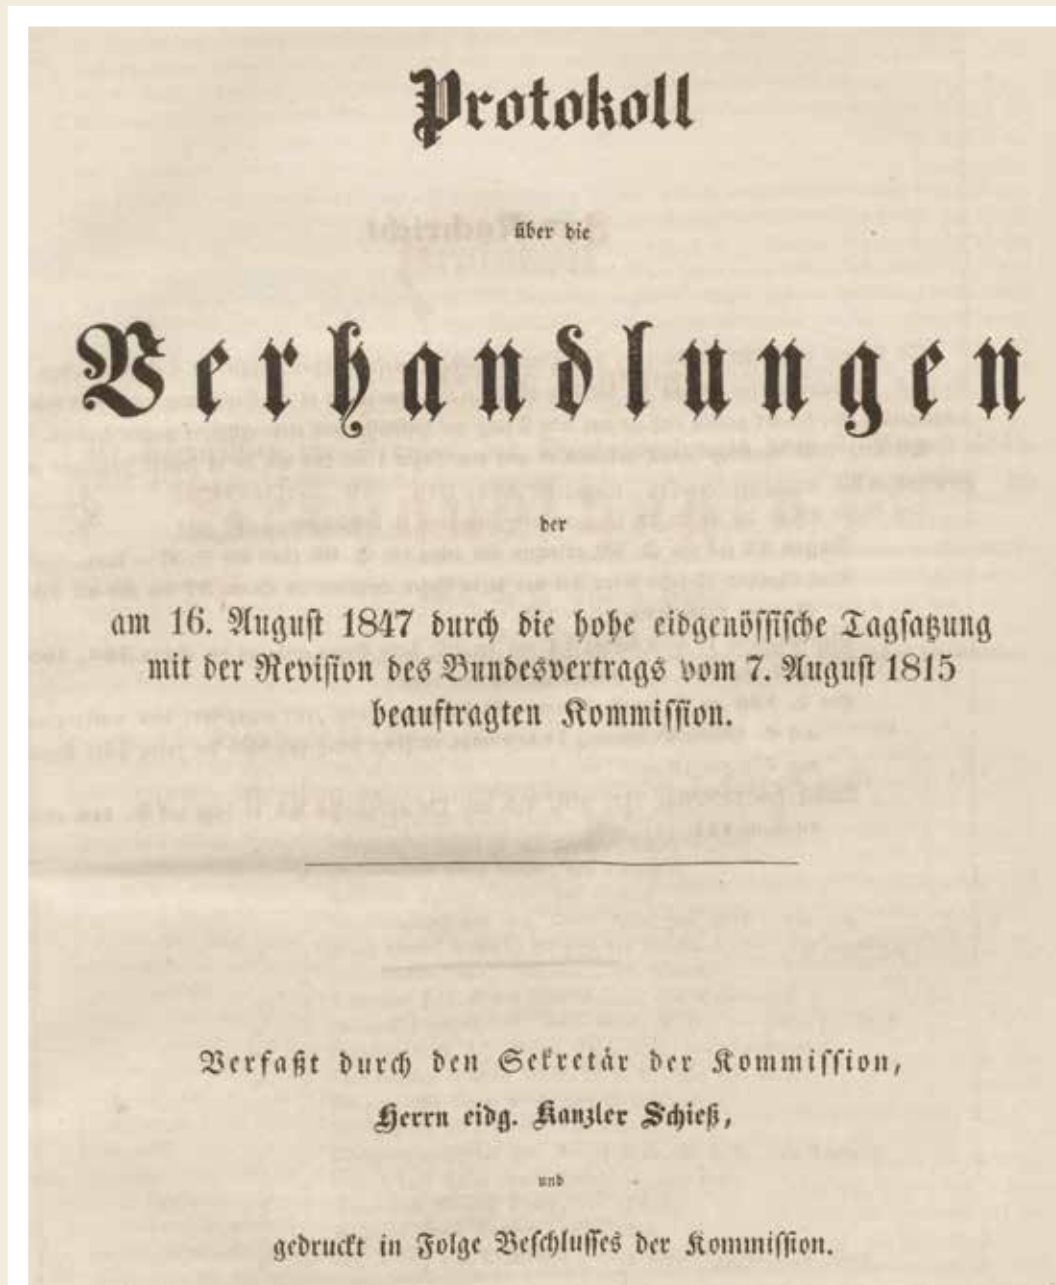 Protokoll
über die
Verhandlungen
der
am 16. August 1847 durch die hohe eidgenössische Tagsatzung
mit der Revision des Bundesvertrags vom 7. August 1815
beauftragten Kommission.
Verfaßt durch den Sekretär der Kommission,
Herrn eidg. Kanzler Schieß,
und
gedruckt in Folge Beschlusses der Kommission.